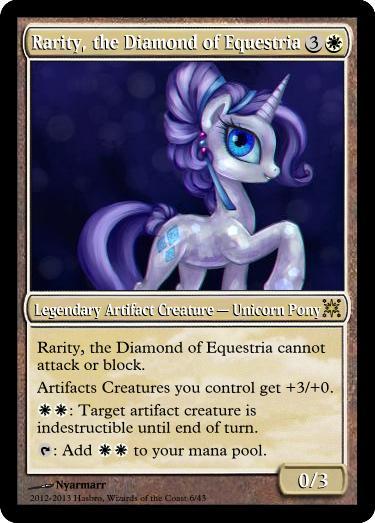 Rarity, the Diamond of Equestria 3
Legendary Artifact Creature — Unicorn Pony
Rarity, the Diamond of Equestria cannot
attack or block.
Artifacts Creatures you control get +3/+0.
: Target artifact creature is
indestructible until end of turn.
: Add to your mana pool.
0/3
Nyarmarr
2012-2013 Hasbro, Wizards of the Coast 6/43